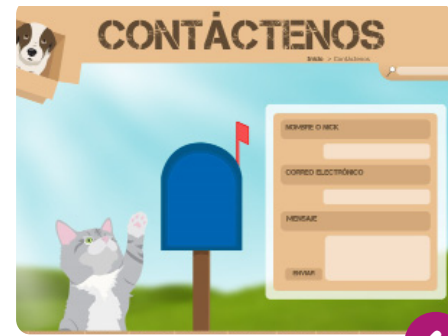 CONTÁCTENOS
Inicio > Contáctenos
NOMBRE O NICK
CORREO ELECTRÓNICO
MENSAJE
ENVIAR